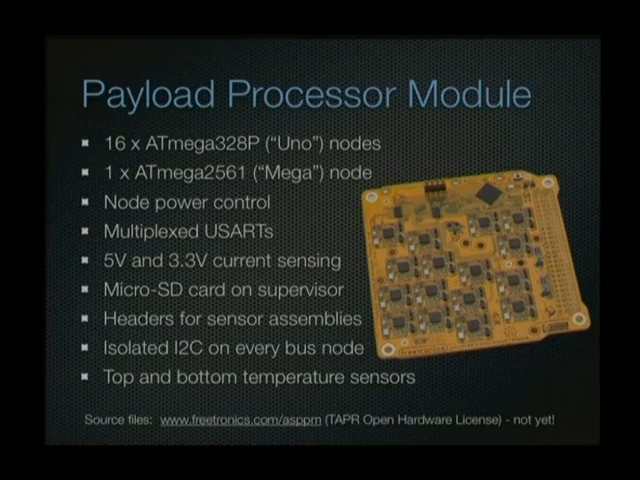 Payload Processor Module
16 x ATmega328P ("Uno") nodes
1 x ATmega2561 ("Mega") node
Node power control
Multiplexed USARTs
5V and 3.3V current sensing
Micro-SD card on supervisor
Headers for sensor assemblies
Isolated I2C on every bus node
Top and bottom temperature sensors
Source files: www.freetronics.com/asppm (TAPR Open Hardware License) - not yet!